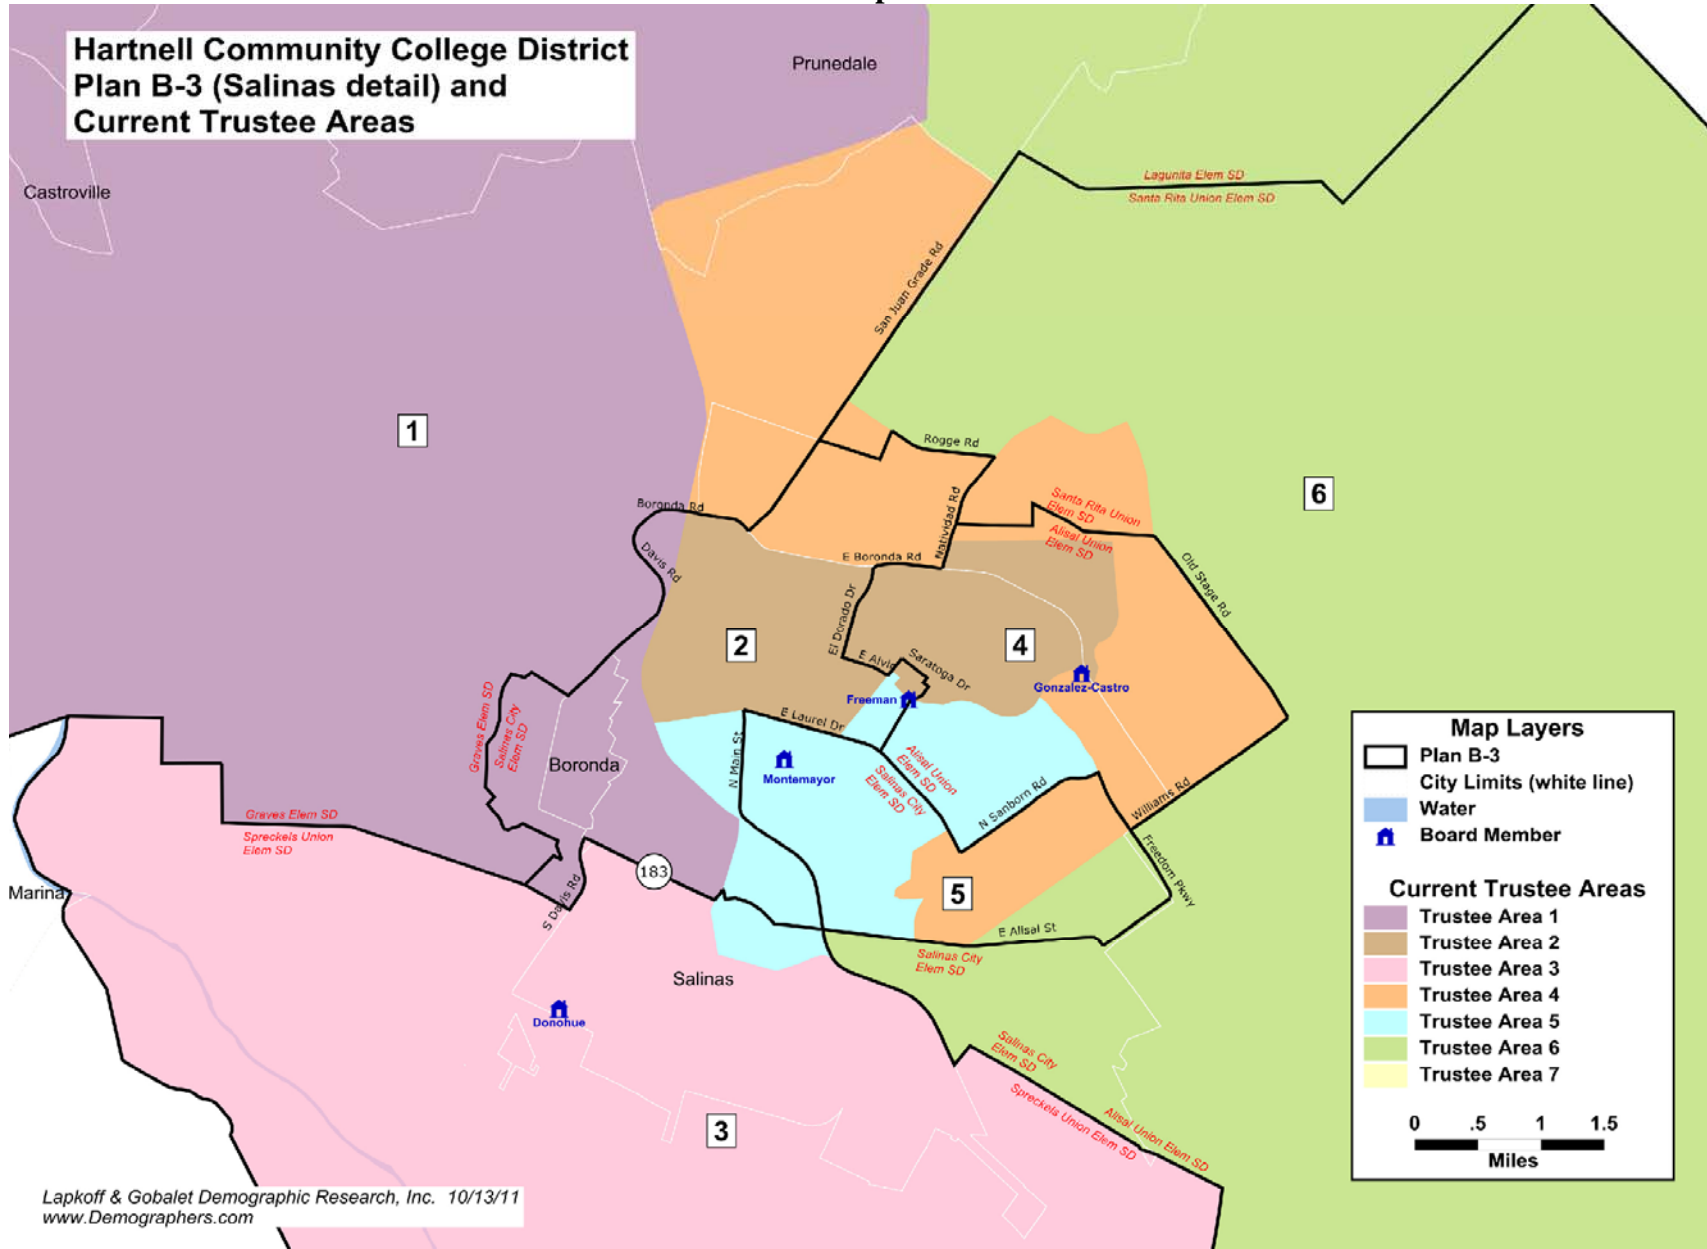 Hartnell Community College District
Plan B-3 (Salinas detail) and
Current Trustee Areas
Prunedale
Castroville
Lagunita Elem SD
Santa Rita Union Elem SD
San Juan Grade Rd
1
Rogge Rd
6
Natividad Rd
Santa Rita Union
Elem SD
Alisal Union
Elem SD
Boronda Rd
Davis Rd
E Boronda Rd
Old Stage Rd
El Dorado Dr
2
4
E Alvin
Saratoga Dr
Gonzalez-Castro
Freeman
E Laurel Dr
Graves Elem SD
Salinas City
Elem SD
N Main St
Boronda
Montemayor
Alisal Union
Elem SD
Salinas City
Elem SD
N Sanborn Rd
Williams Rd
Freedom Pkwy
Graves Elem SD
Spreckels Union
Elem SD
183
Marina
S Davis Rd
5
E Alisal St
Salinas City
Elem SD
Salinas
Donohue
Salinas City
Elem SD
Spreckels Union Elem SD
Alisal Union Elem SD
3
Map Layers
Plan B-3
City Limits (white line)
Water
Board Member
Current Trustee Areas
Trustee Area 1
Trustee Area 2
Trustee Area 3
Trustee Area 4
Trustee Area 5
Trustee Area 6
Trustee Area 7
0 .5 1 1.5
Miles
Lapkoff & Gobalet Demographic Research, Inc. 10/13/11
www.Demographers.com